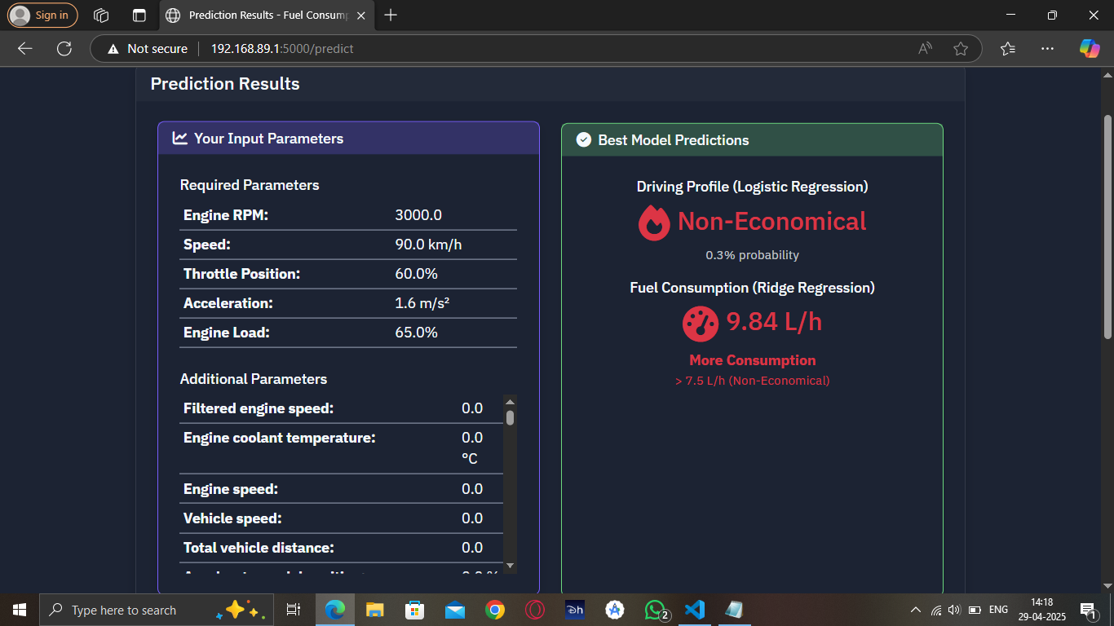 Sign in
Prediction Results - Fuel Consump
Not secure
192.168.89.1:5000/predict
Prediction Results
Your Input Parameters
Required Parameters
Engine RPM: 3000.0
Speed: 90.0 km/h
Throttle Position: 60.0%
Acceleration: 1.6 m/s²
Engine Load: 65.0%
Additional Parameters
Filtered engine speed: 0.0
Engine coolant temperature: 0.0
°C
Engine speed: 0.0
Vehicle speed: 0.0
Total vehicle distance: 0.0
Best Model Predictions
Driving Profile (Logistic Regression)
Non-Economical
0.3% probability
Fuel Consumption (Ridge Regression)
9.84 L/h
More Consumption
> 7.5 L/h (Non-Economical)
Type here to search
2
ENG
14:18
29-04-2025
1